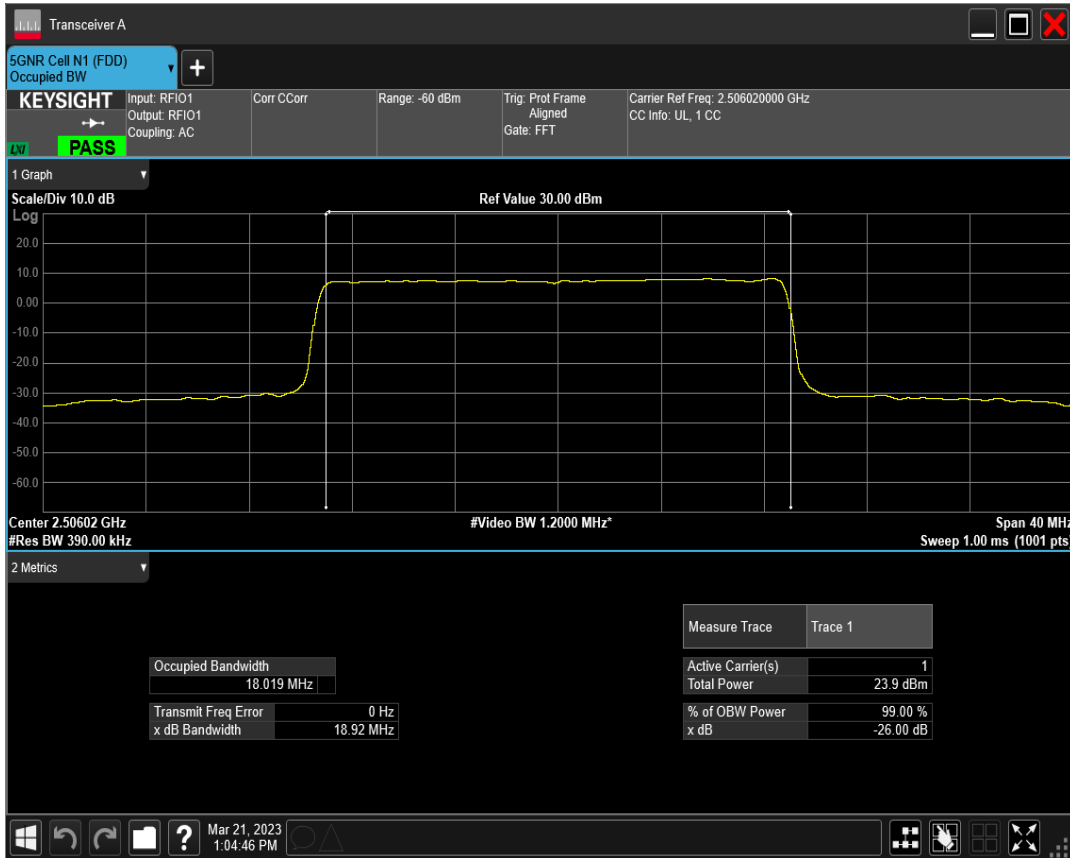 Transceiver A
5GNR Cell N1 (FDD)
Occupied BW
+
KEYSIGHT
LXI
PASS
Input: RFIO1
Output: RFIO1
Coupling: AC
Corr CCorr
Range: -60 dBm
Trig: Prot Frame
Aligned
Gate: FFT
Carrier Ref Freq: 2.506020000 GHz
CC Info: UL, 1 CC
1 Graph
Scale/Div 10.0 dB
Ref Value 30.00 dBm
Log
20.0
10.0
0.00
-10.0
-20.0
-30.0
-40.0
-50.0
-60.0
Center 2.50602 GHz
#Video BW 1.2000 MHz*
Span 40 MHz
#Res BW 390.00 kHz
Sweep 1.00 ms (1001 pts)
2 Metrics
Measure Trace Trace 1
Occupied Bandwidth
18.019 MHz
Active Carrier(s) 1
Total Power 23.9 dBm
Transmit Freq Error 0 Hz
x dB Bandwidth 18.92 MHz
% of OBW Power 99.00 %
x dB -26.00 dB
?
Mar 21, 2023
1:04:46 PM